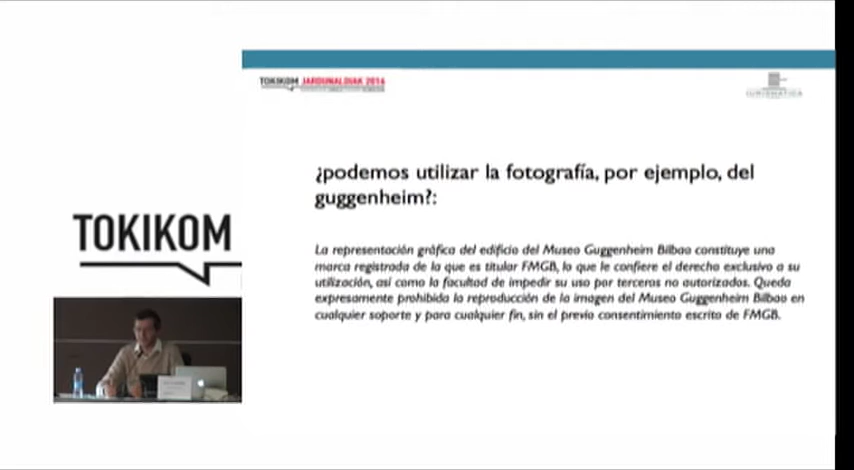 TOKIKOM JARDUNALDIAK 2016
¿podemos utilizar la fotografía, por ejemplo, del
guggenheim?:
TOKIKOM
La representación gráfica del edificio del Museo Guggenheim Bilbao constituye una
marca registrada de la que es titular FMGB, lo que le confiere el derecho exclusivo a su
utilización, así como la facultad de impedir su uso por terceros no autorizados. Queda
expresamente prohibida la reproducción de la imagen del Museo Guggenheim Bilbao en
cualquier soporte y para cualquier fin, sin el previo consentimiento escrito de FMGB.